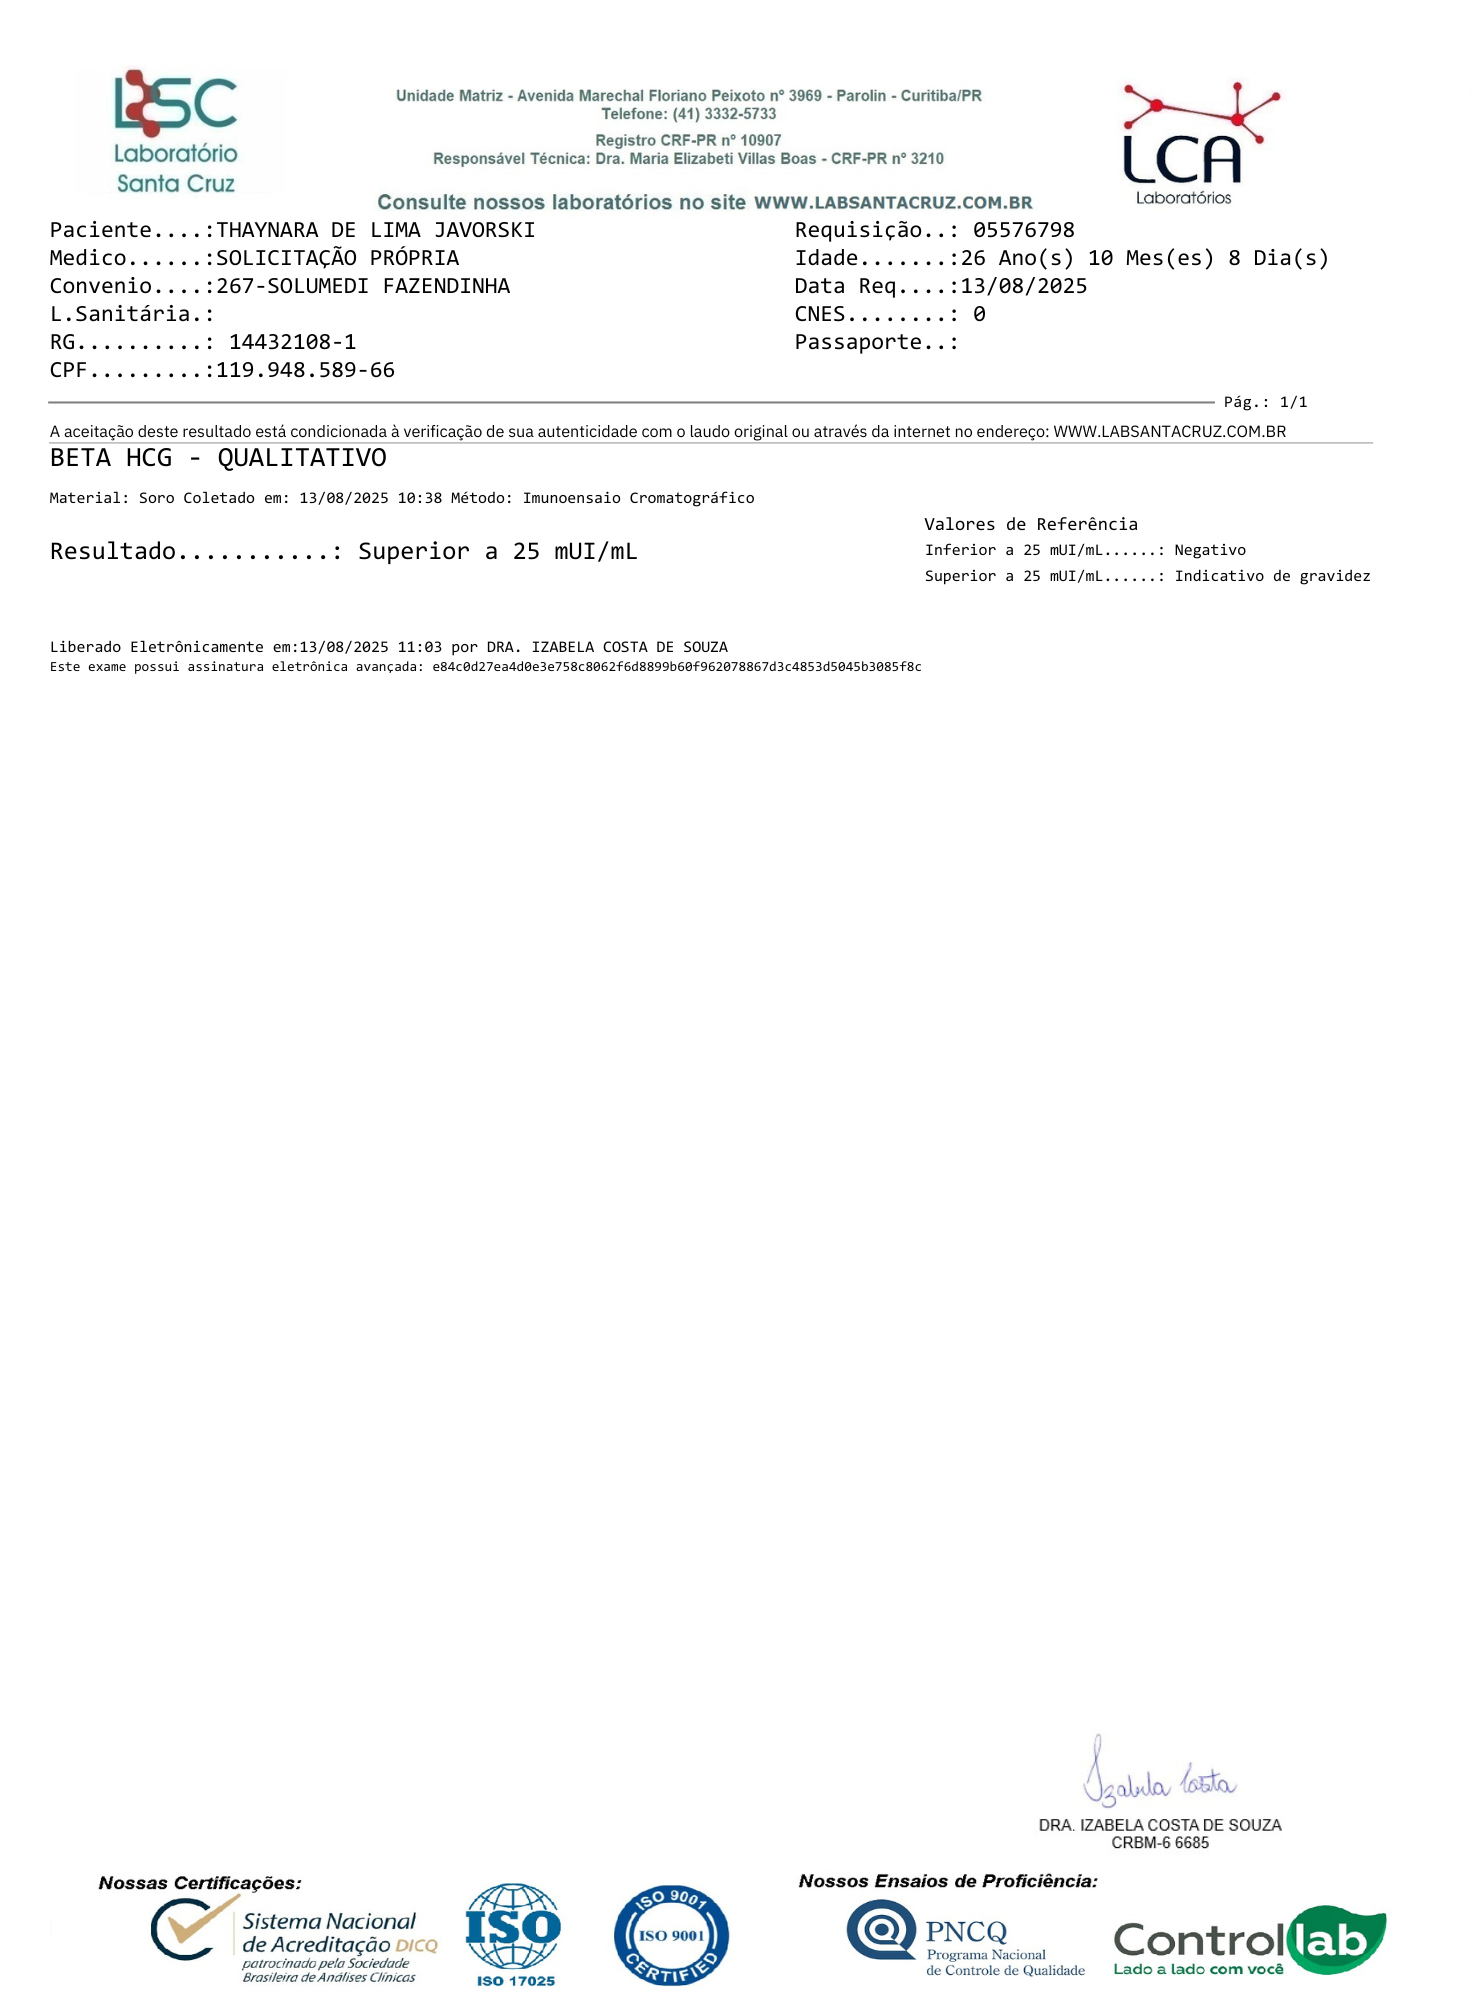 LSC
Laboratório
Santa Cruz
Unidade Matriz - Avenida Marechal Floriano Peixoto nº 3969 - Parolin - Curitiba/PR
Telefone: (41) 3332-5733
Registro CRF-PR nº 10907
Responsável Técnica: Dra. Maria Elizabeti Villas Boas - CRF-PR nº 3210
Consulte nossos laboratórios no site WWW.LABSANTACRUZ.COM.BR
LCA
Laboratórios
Paciente....:THAYNARA DE LIMA JAVORSKI
Requisição..: 05576798
Medico......:SOLICITAÇÃO PRÓPRIA
Idade.......:26 Ano(s) 10 Mes(es) 8 Dia(s)
Convenio....:267-SOLUMEDI FAZENDINHA
Data Req....:13/08/2025
L.Sanitária.:
CNES........: 0
RG..........: 14432108-1
Passaporte..:
CPF.........:119.948.589-66
Pág.: 1/1
A aceitação deste resultado está condicionada à verificação de sua autenticidade com o laudo original ou através da internet no endereço: WWW.LABSANTACRUZ.COM.BR
BETA HCG - QUALITATIVO
Material: Soro Coletado em: 13/08/2025 10:38 Método: Imunoensaio Cromatográfico
Valores de Referência
Resultado...........: Superior a 25 mUI/mL
Inferior a 25 mUI/mL......: Negativo
Superior a 25 mUI/mL......: Indicativo de gravidez
Liberado Eletrônicamente em:13/08/2025 11:03 por DRA. IZABELA COSTA DE SOUZA
Este exame possui assinatura eletrônica avançada: e84c0d27ea4d0e3e758c8062f6d8899b60f962078867d3c4853d5045b3085f8c
Izabela Costa
DRA. IZABELA COSTA DE SOUZA
CRBM-6 6685
Nossas Certificações:
Sistema Nacional
de Acreditação DICQ
patrocinado pela Sociedade
Brasileira de Análises Clínicas
ISO
ISO 17025
ISO 9001
ISO 9001
CERTIFIED
Nossos Ensaios de Proficiência:
PNCQ
Programa Nacional
de Controle de Qualidade
Controllab
Lado a lado com você